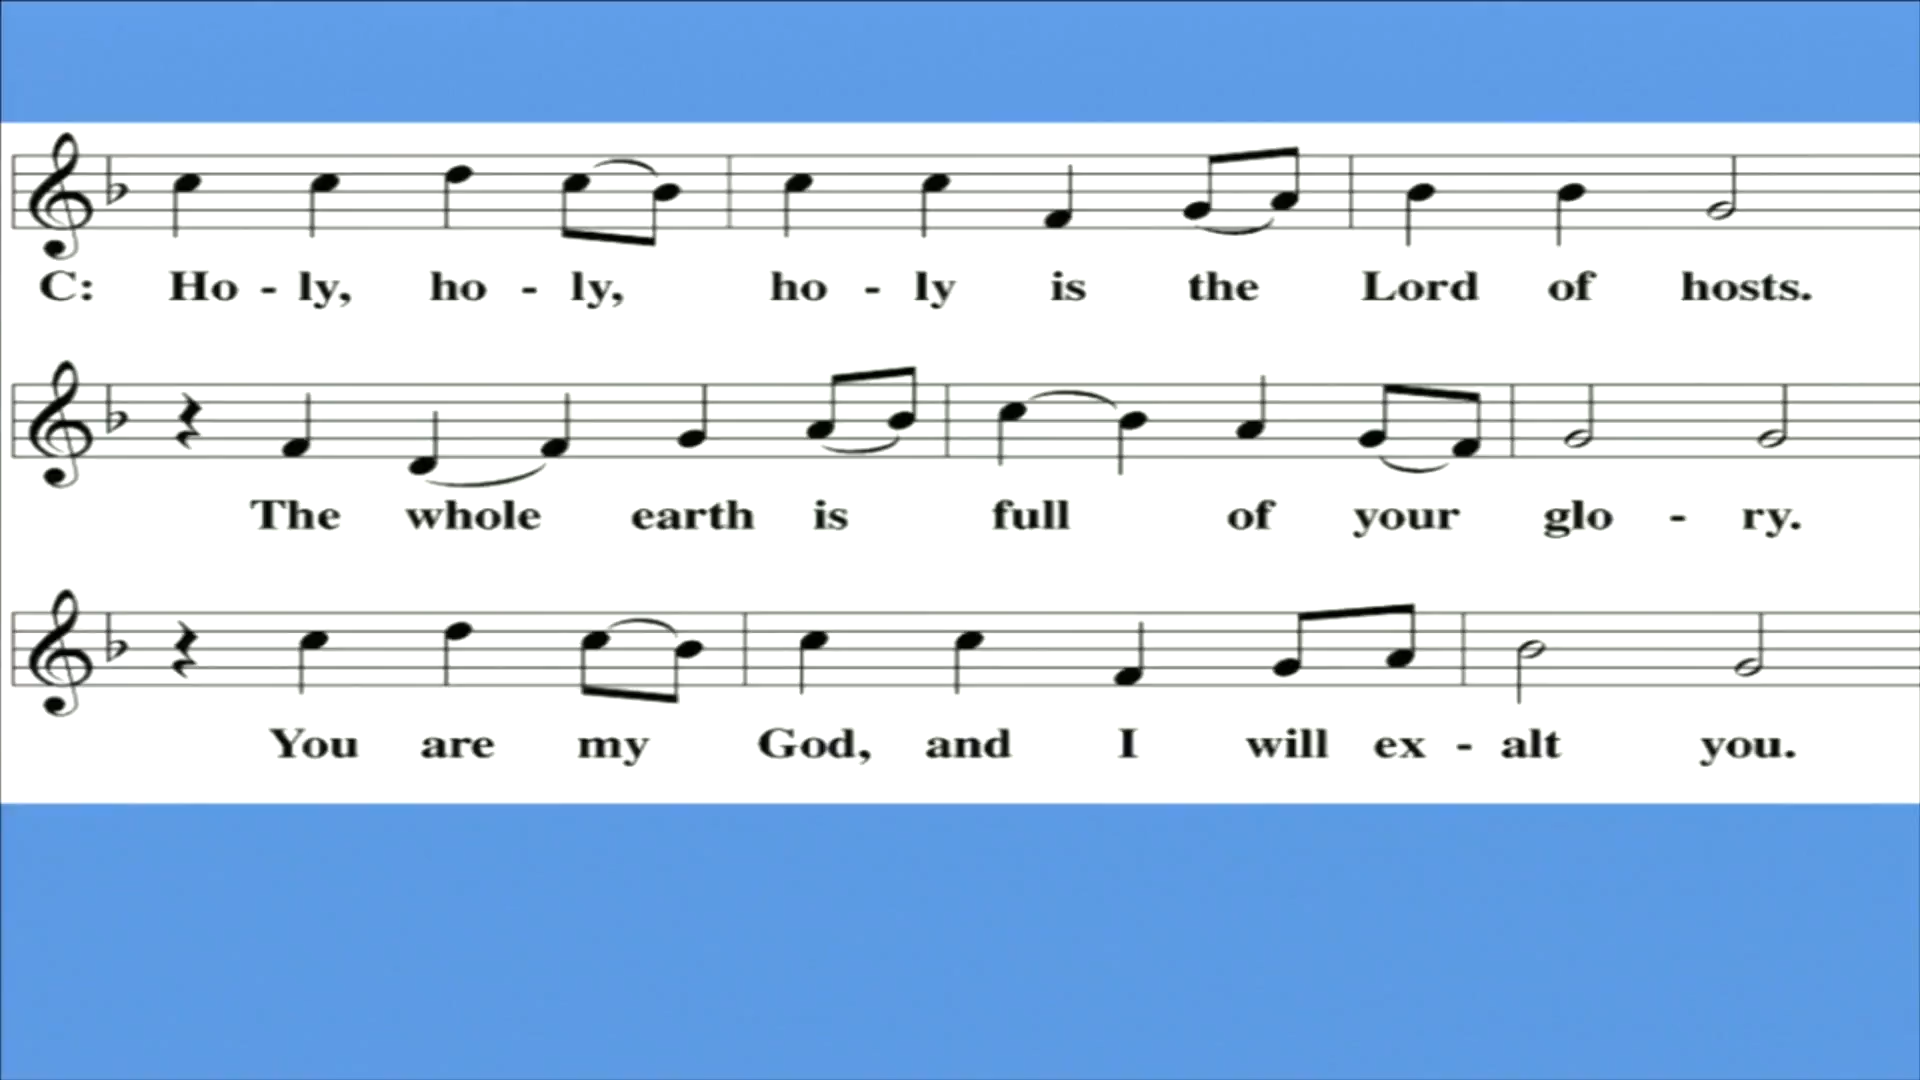 C: Ho - ly, ho - ly, ho - ly is the Lord of hosts.
The whole earth is full of your glo - ry.
You are my God, and I will ex - alt you.